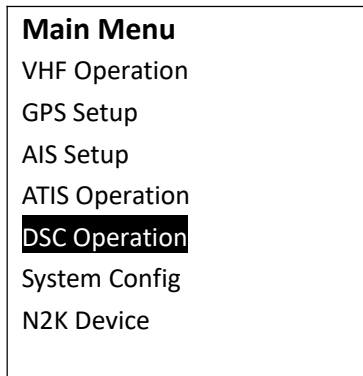 Main Menu
VHF Operation
GPS Setup
AIS Setup
ATIS Operation
DSC Operation
System Config
N2K Device